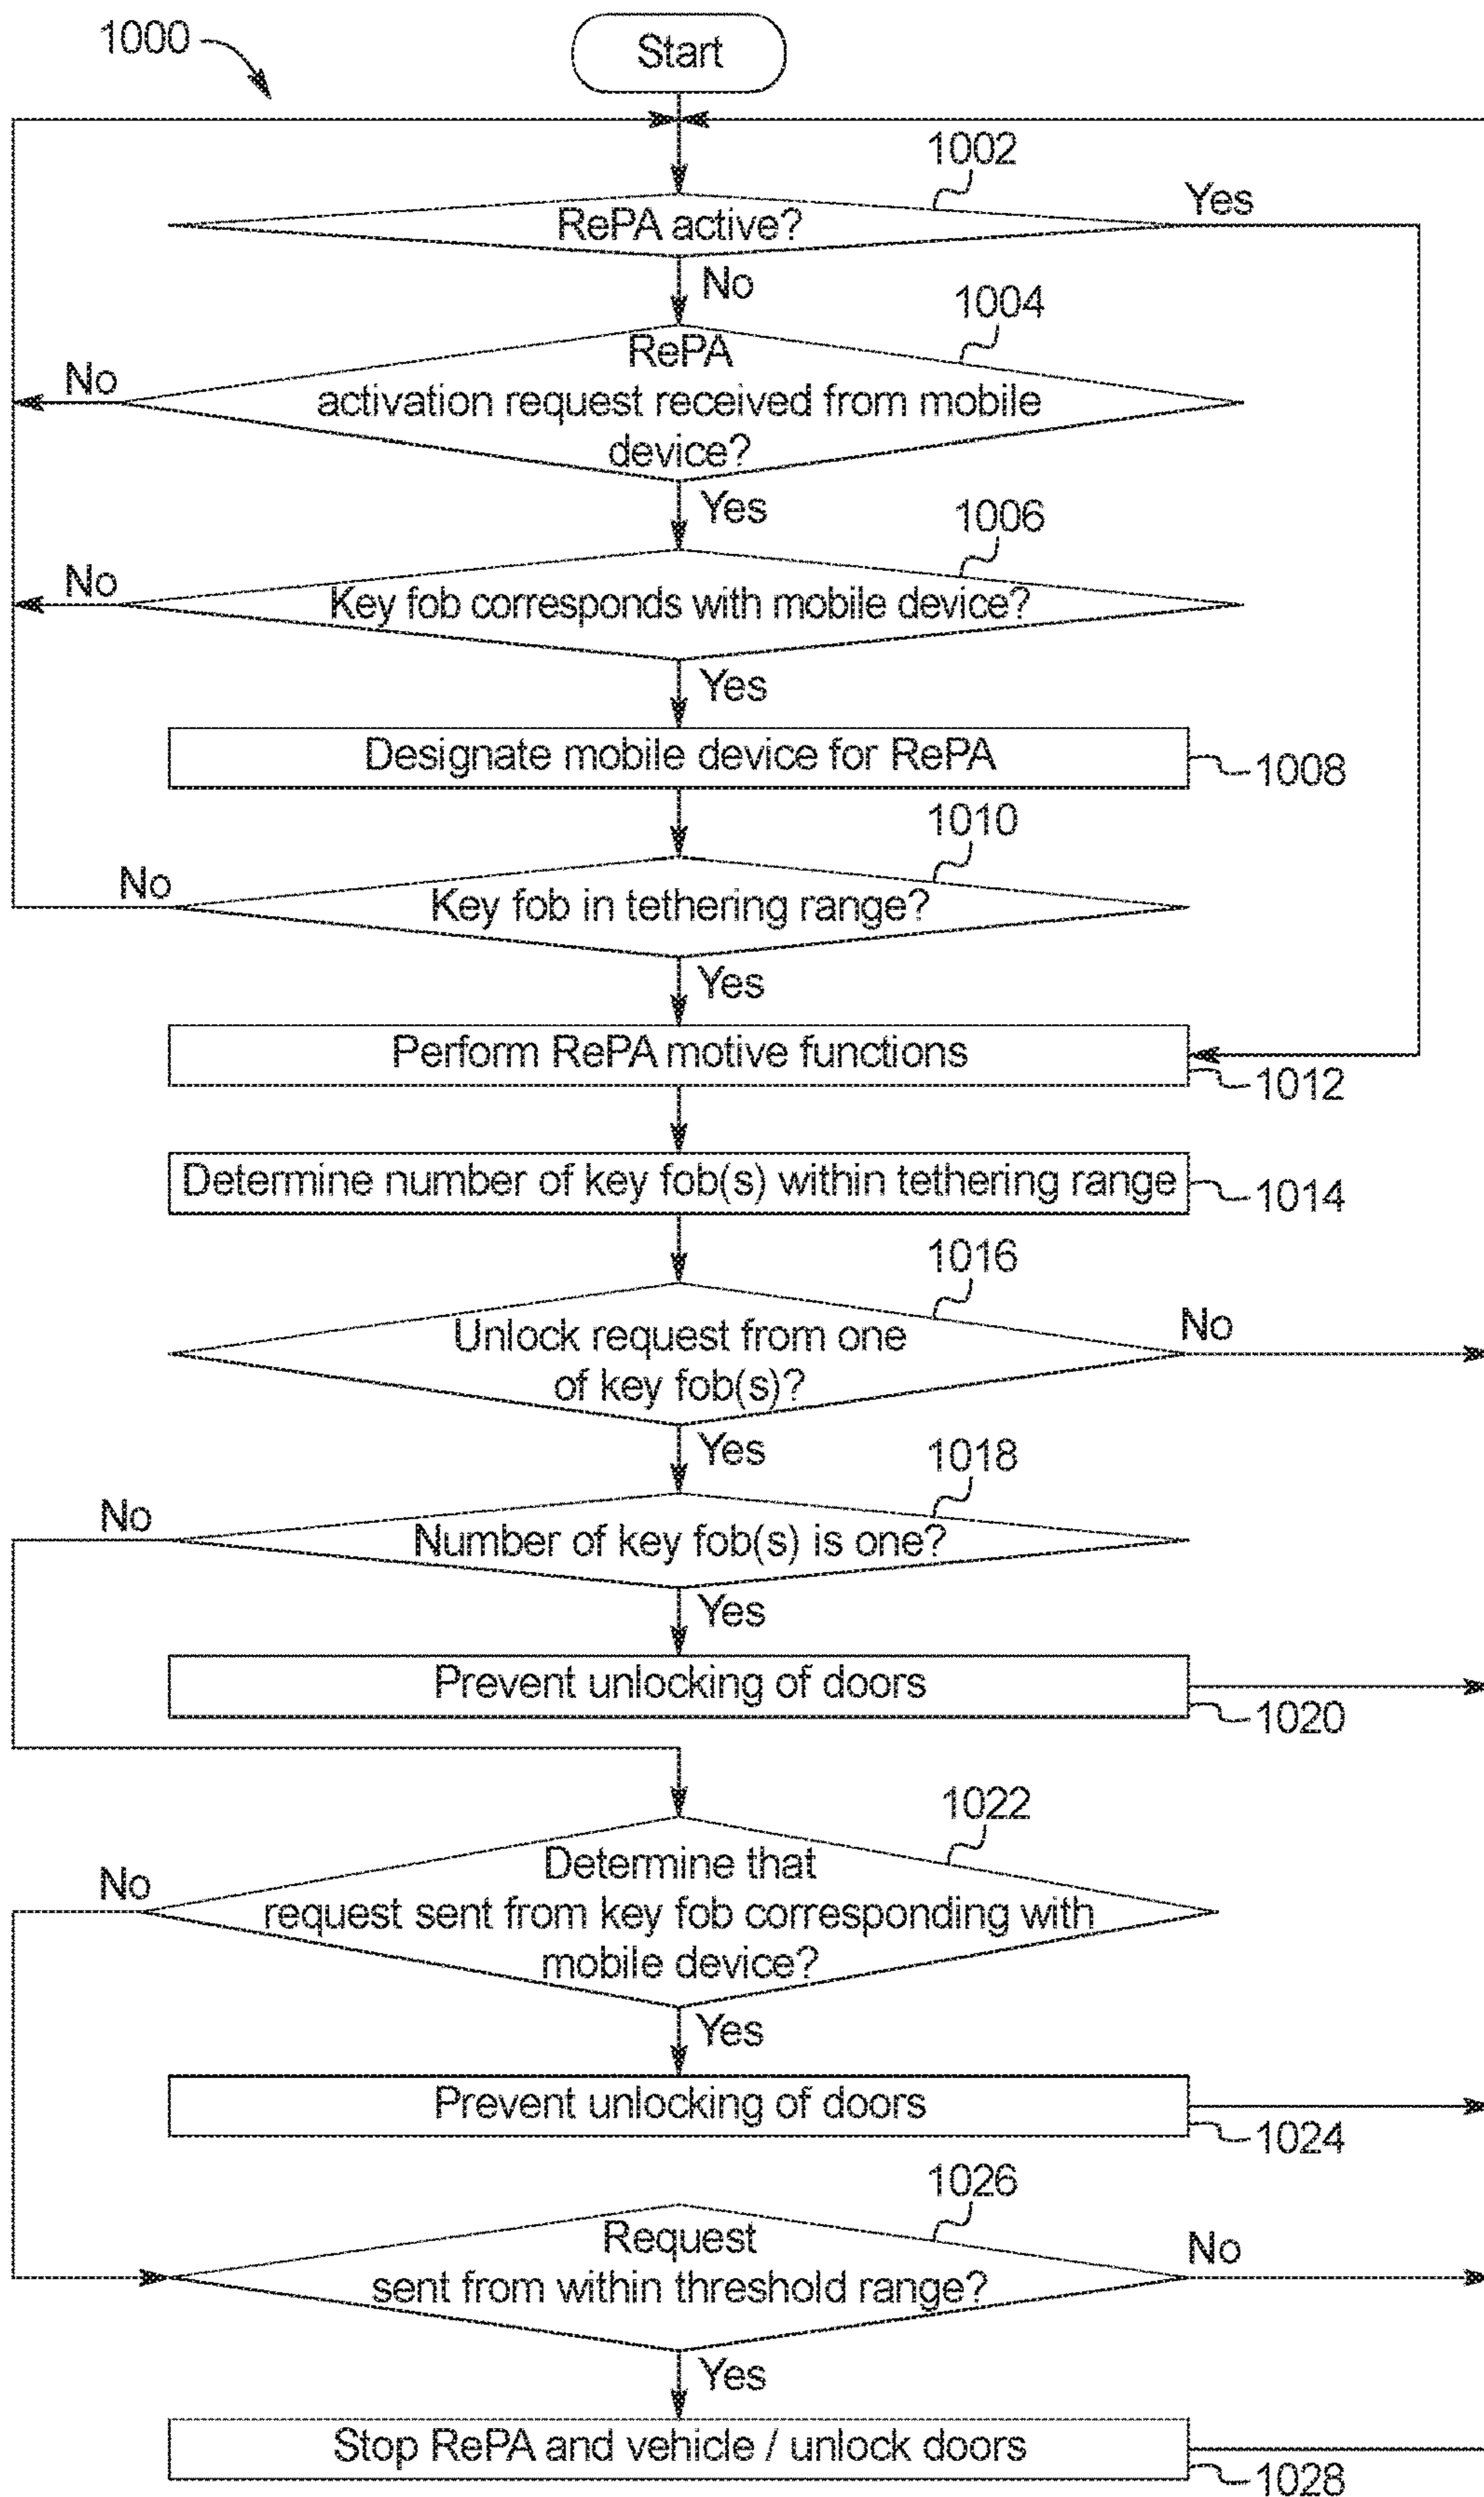 1000
Start
1002
RePA active?
Yes
No
1004
RePA
activation request received from mobile
device?
No
Yes
1006
Key fob corresponds with mobile device?
No
Yes
Designate mobile device for RePA
1008
1010
Key fob in tethering range?
No
Yes
Perform RePA motive functions
1012
Determine number of key fob(s) within tethering range
1014
1016
Unlock request from one
of key fob(s)?
No
Yes
1018
Number of key fob(s) is one?
No
Yes
Prevent unlocking of doors
1020
1022
Determine that
request sent from key fob corresponding with
mobile device?
No
Yes
Prevent unlocking of doors
1024
1026
Request
sent from within threshold range?
No
Yes
Stop RePA and vehicle / unlock doors
1028